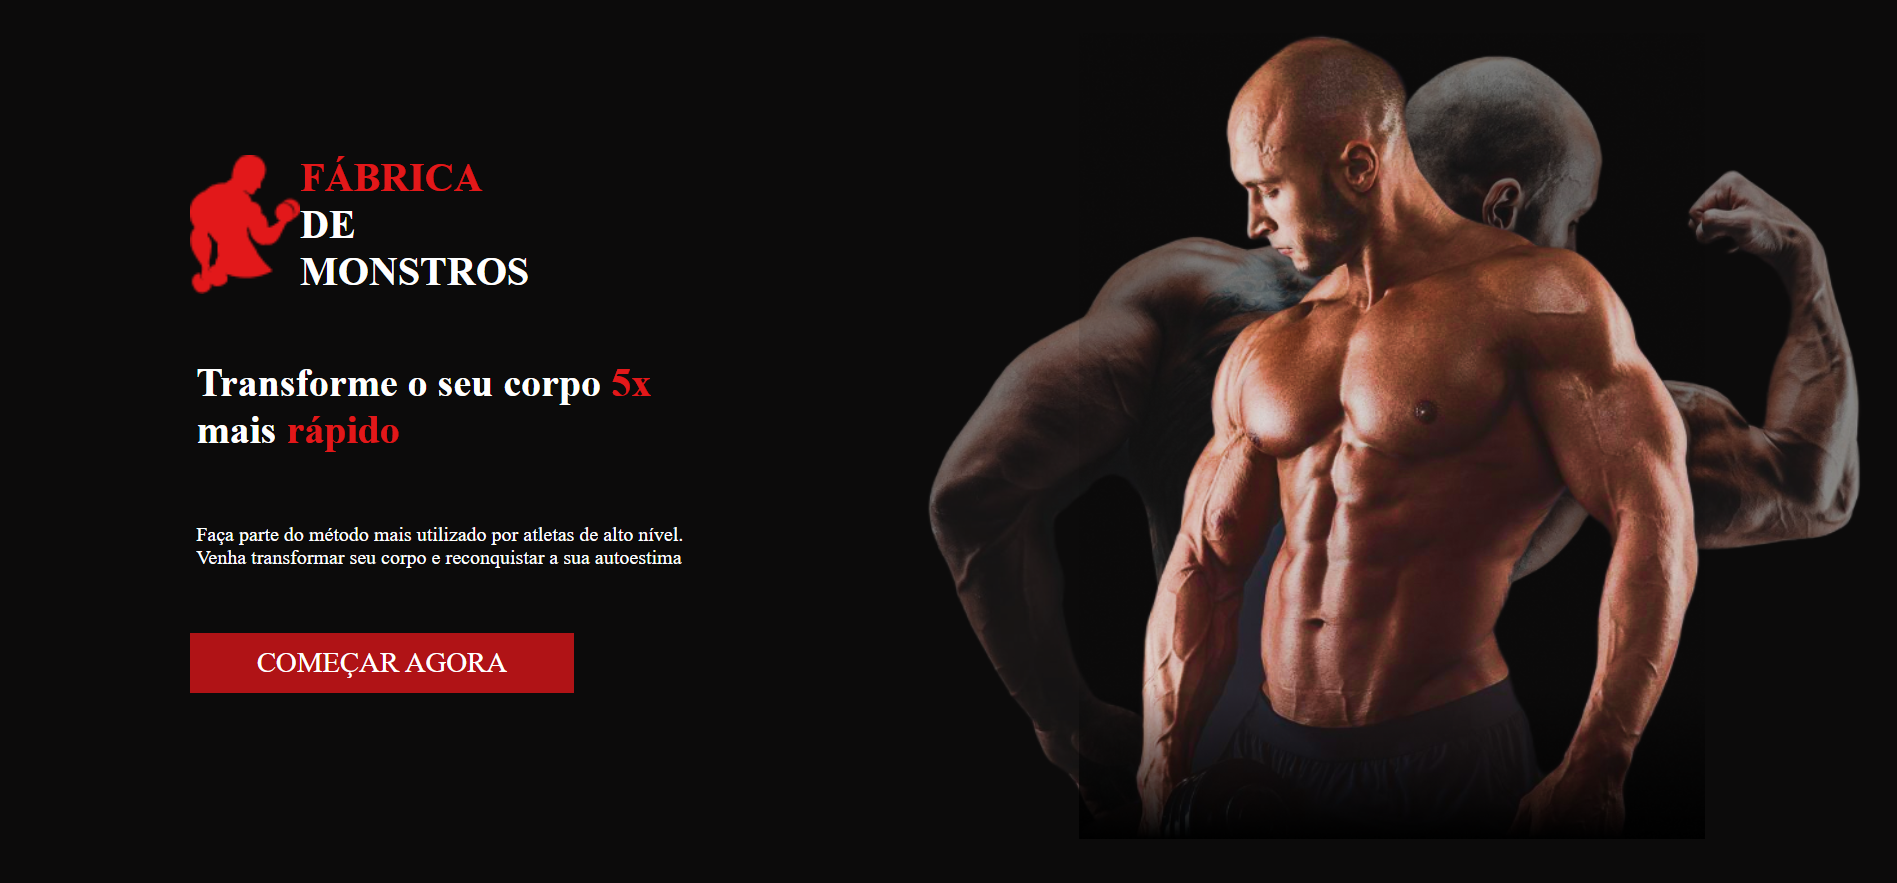 FÁBRICA
DE
MONSTROS
Transforme o seu corpo 5x
mais rápido
Faça parte do método mais utilizado por atletas de alto nível.
Venha transformar seu corpo e reconquistar a sua autoestima
COMEÇAR AGORA